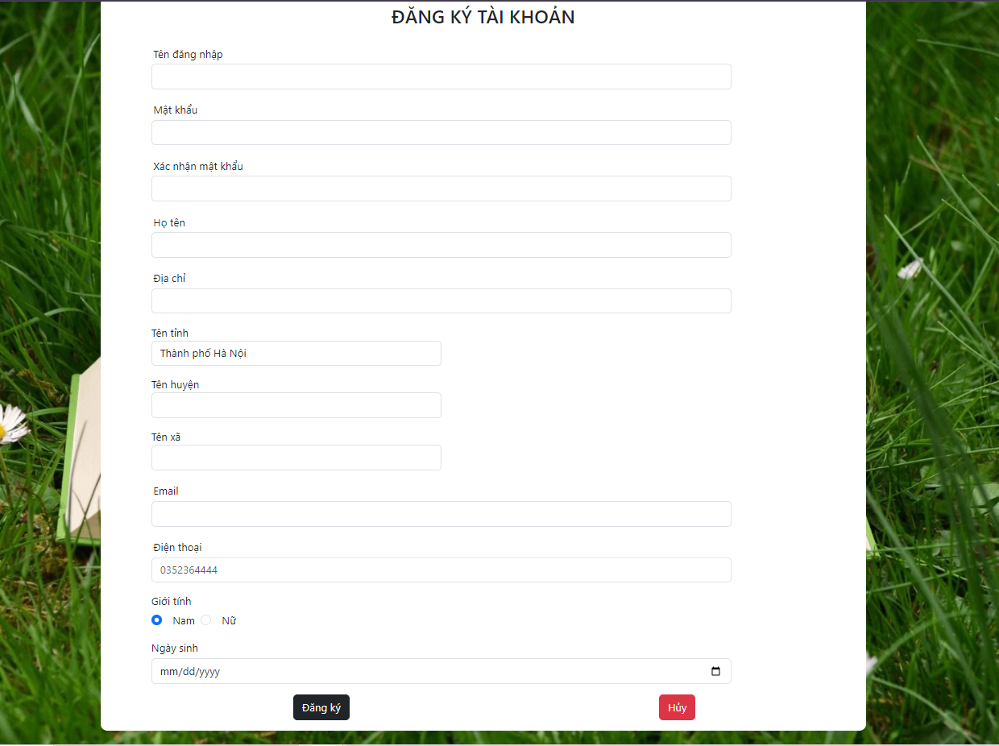 ĐĂNG KÝ TÀI KHOẢN
Tên đăng nhập
Mật khẩu
Xác nhận mật khẩu
Họ tên
Địa chỉ
Tên tỉnh
Thành phố Hà Nội
Tên huyện
Tên xã
Email
Điện thoại
0352364444
Giới tính
Nam Nữ
Ngày sinh
mm/dd/yyyy
Đăng ký Hủy